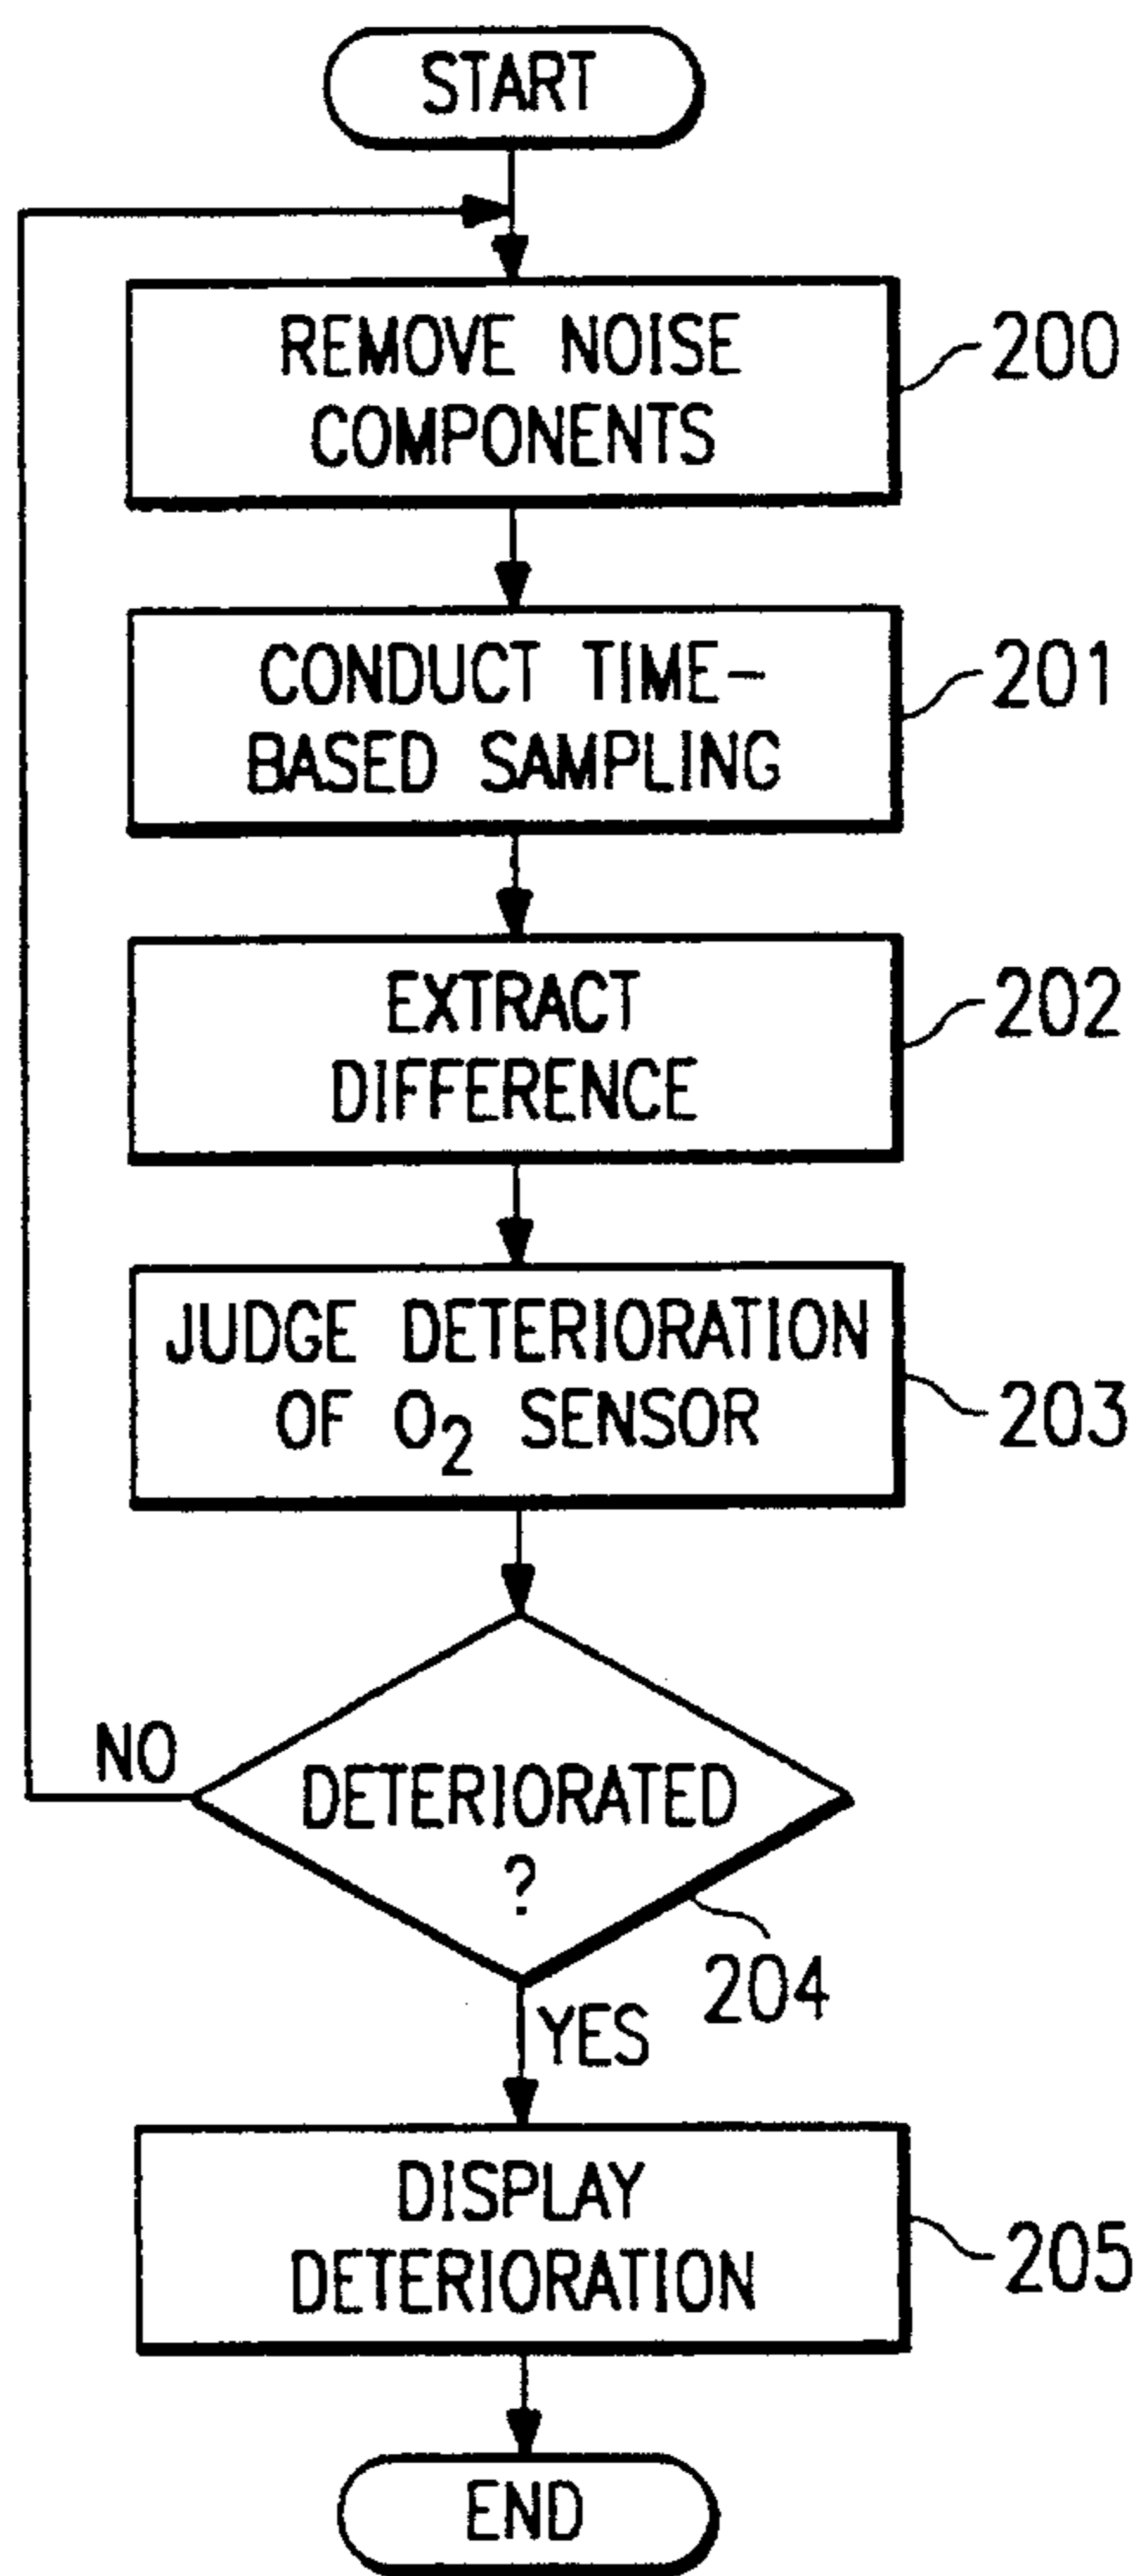 START
REMOVE NOISE
COMPONENTS
200
CONDUCT TIME-
BASED SAMPLING
201
EXTRACT
DIFFERENCE
202
JUDGE DETERIORATION
OF O2 SENSOR
203
NO
DETERIORATED
?
204
YES
DISPLAY
DETERIORATION
205
END